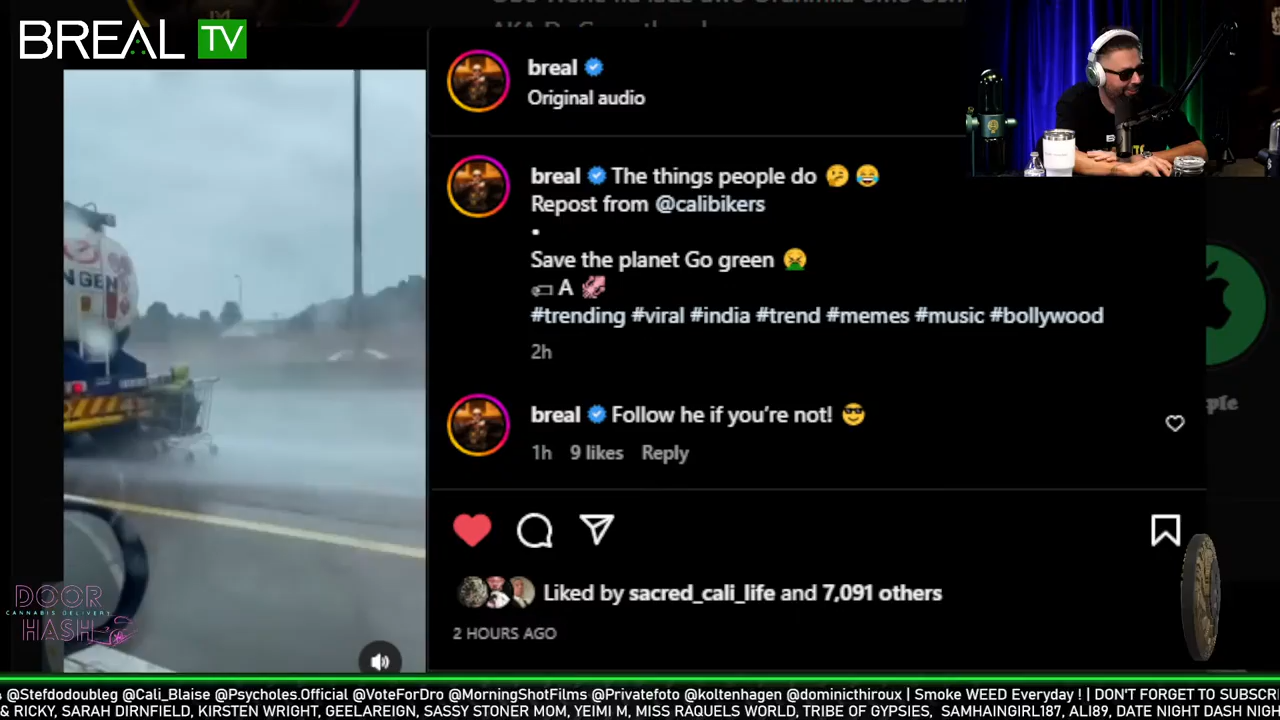 BREAL TV
breal
Original audio
breal The things people do 🤔 😂
Repost from @calibikers
•
Save the planet Go green 🤮
🏷 A 🦑
#trending #viral #india #trend #memes #music #bollywood
2h
breal Follow he if you're not! 😎
1h 9 likes Reply
Liked by sacred_cali_life and 7,091 others
2 HOURS AGO
NGEN
DOOR
CANNABIS DELIVERY
HASH
@Stefdodoubleg @Cali_Blaise @Psycholes.Official @VoteForDro @MorningShotFilms @Privatefoto @koltenhagen @dominicthiroux | Smoke WEED Everyday ! | DON'T FORGET TO SUBSCRI
& RICKY, SARAH DIRNFIELD, KIRSTEN WRIGHT, GEELAREIGN, SASSY STONER MOM, YEIMI M, MISS RAQUELS WORLD, TRIBE OF GYPSIES, SAMHAINGIRL187, ALI89, DATE NIGHT DASH NIGH